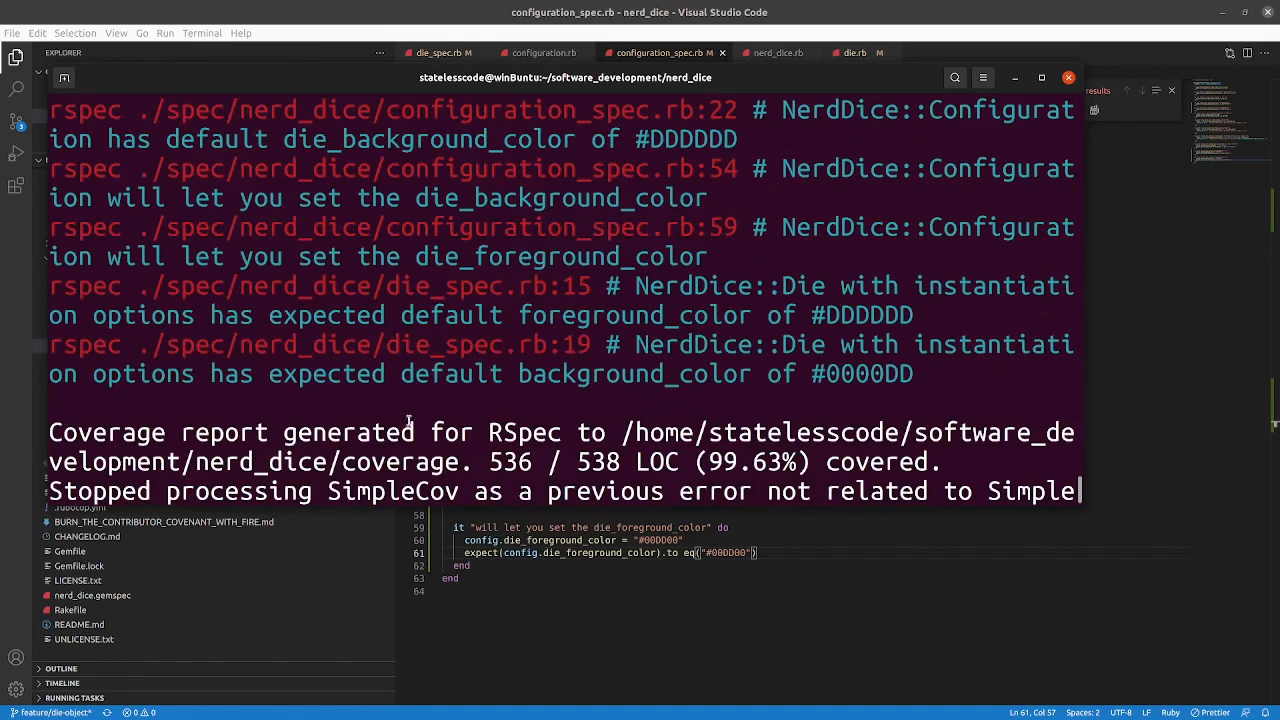 configuration_spec.rb - nerd_dice - Visual Studio Code
File Edit Selection View Go Run Terminal Help
EXPLORER
die_spec.rb M configuration.rb configuration_spec.rb M nerd_dice.rb die.rb M
statelesscode@winBuntu:~/software_development/nerd_dice
results
rspec ./spec/nerd_dice/configuration_spec.rb:22 # NerdDice::Configurat
ion has default die_background_color of #DDDDDD
rspec ./spec/nerd_dice/configuration_spec.rb:54 # NerdDice::Configurat
ion will let you set the die_background_color
rspec ./spec/nerd_dice/configuration_spec.rb:59 # NerdDice::Configurat
ion will let you set the die_foreground_color
rspec ./spec/nerd_dice/die_spec.rb:15 # NerdDice::Die with instantiati
on options has expected default foreground_color of #DDDDDD
rspec ./spec/nerd_dice/die_spec.rb:19 # NerdDice::Die with instantiati
on options has expected default background_color of #0000DD
Coverage report generated for RSpec to /home/statelesscode/software_de
velopment/nerd_dice/coverage. 536 / 538 LOC (99.63%) covered.
Stopped processing SimpleCov as a previous error not related to Simple
.rubocop.yml
BURN_THE_CONTRIBUTOR_COVENANT_WITH_FIRE.md
CHANGELOG.md
Gemfile
Gemfile.lock
LICENSE.txt
nerd_dice.gemspec
Rakefile
README.md
UNLICENSE.txt
OUTLINE
TIMELINE
RUNNING TASKS
58
59 it "will let you set the die_foreground_color" do
60 config.die_foreground_color = "#00DD00"
61 expect(config.die_foreground_color).to eq("#00DD00")
62 end
63 end
64
feature/die-object* 0 0 Ln 61, Col 57 Spaces: 2 UTF-8 LF Ruby Prettier